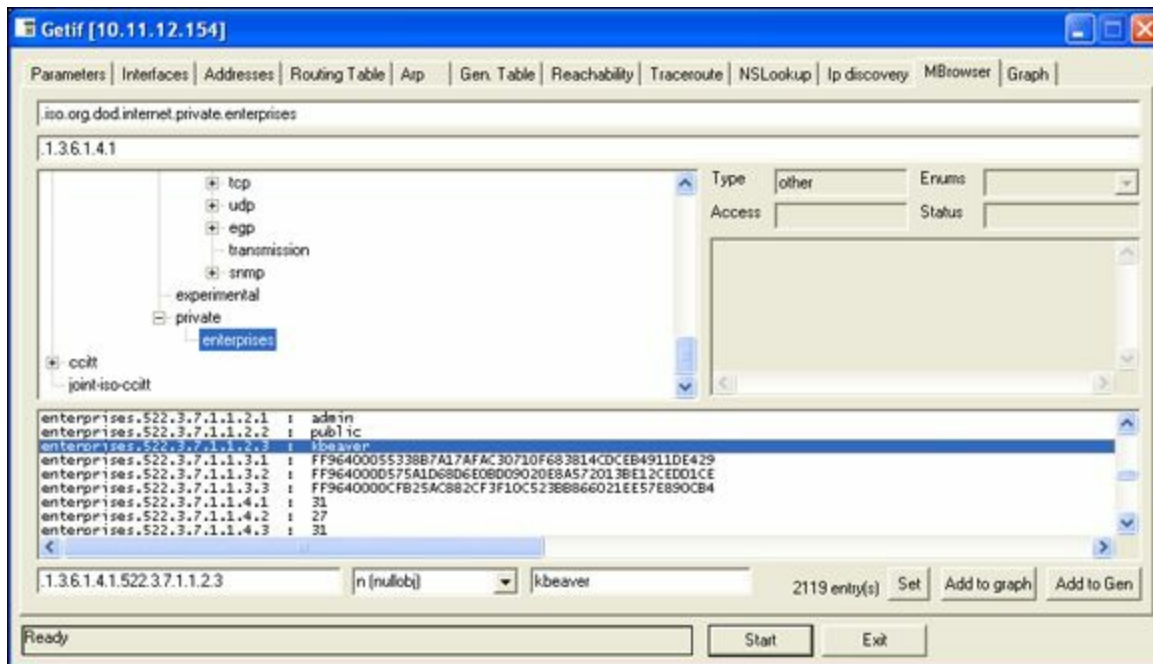 Getif [10.11.12.154]
Parameters Interfaces Addresses Routing Table Arp Gen. Table Reachability Traceroute NSLookup Ip discovery MBrowser Graph
.iso.org.dod.internet.private.enterprises
.1.3.6.1.4.1
tcp
udp
egp
transmission
snmp
experimental
private
enterprises
ccitt
joint-iso-ccitt
Type other Enums
Access Status
enterprises.522.3.7.1.1.2.1 : admin
enterprises.522.3.7.1.1.2.2 : public
enterprises.522.3.7.1.1.2.3 : kbeaver
enterprises.522.3.7.1.1.3.1 :
enterprises.522.3.7.1.1.3.2 :
enterprises.522.3.7.1.1.3.3 :
enterprises.522.3.7.1.1.4.1 : 31
enterprises.522.3.7.1.1.4.2 : 27
enterprises.522.3.7.1.1.4.3 : 31
.1.3.6.1.4.1.522.3.7.1.1.2.3 n (nullobj) kbeaver 2119 entry(s) Set Add to graph Add to Gen
Ready Start Exit